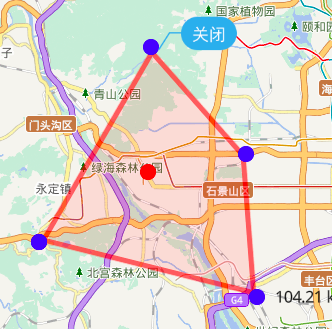 国家植物园
关闭
颐和
子
青山公园
海
门头沟区
绿海森林公园
永定镇
石景山区
北宫森林公园
丰台区
G4
104.21